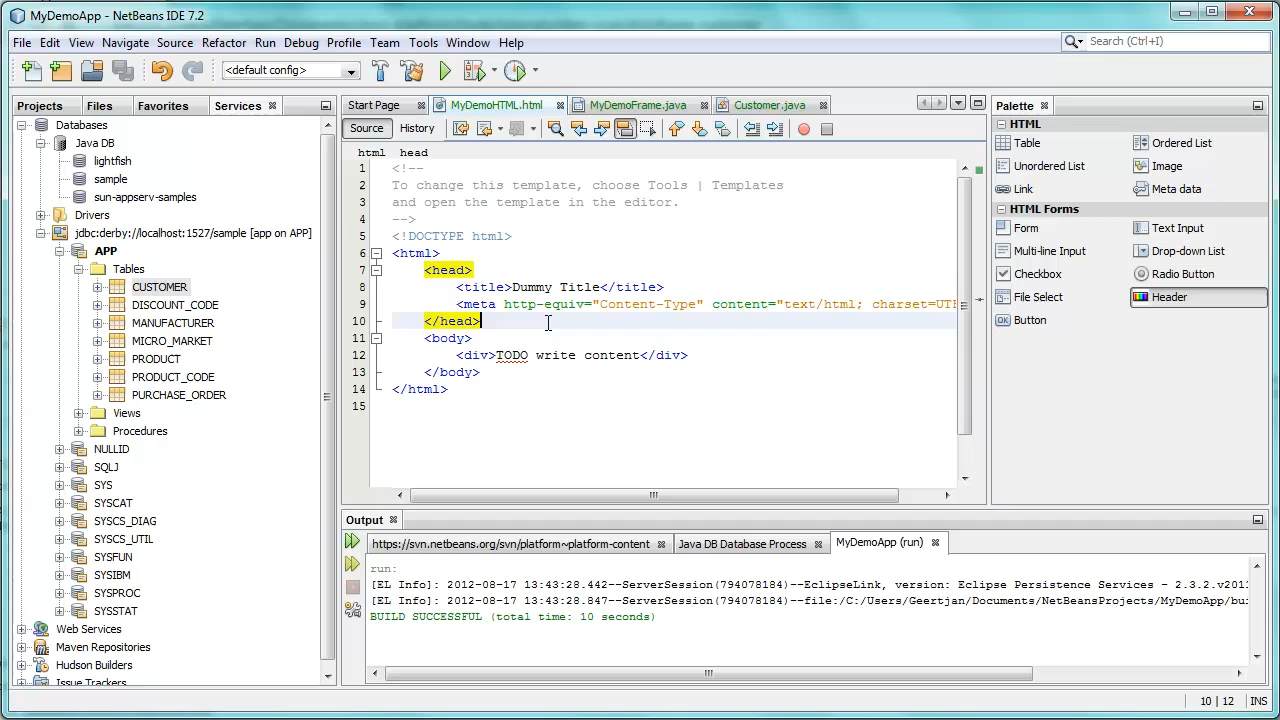 MyDemoApp - NetBeans IDE 7.2
File Edit View Navigate Source Refactor Run Debug Profile Team Tools Window Help
Search (Ctrl+I)
<default config>
Projects Files Favorites Services
Databases
Java DB
lightfish
sample
sun-appserv-samples
Drivers
jdbc:derby://localhost:1527/sample [app on APP]
APP
Tables
CUSTOMER
DISCOUNT_CODE
MANUFACTURER
MICRO_MARKET
PRODUCT
PRODUCT_CODE
PURCHASE_ORDER
Views
Procedures
NULLID
SQLJ
SYS
SYSCAT
SYSCS_DIAG
SYSCS_UTIL
SYSFUN
SYSIBM
SYSPROC
SYSSTAT
Web Services
Maven Repositories
Hudson Builders
Issue Trackers
Start Page MyDemoHTML.html MyDemoFrame.java Customer.java
Source History
html head
1 <!--
2 To change this template, choose Tools | Templates
3 and open the template in the editor.
4 -->
5 <!DOCTYPE html>
6 <html>
7 <head>
8 <title>Dummy Title</title>
9 <meta http-equiv="Content-Type" content="text/html; charset=UTF
10 </head>
11 <body>
12 <div>TODO write content</div>
13 </body>
14 </html>
15
Palette
HTML
Table Ordered List
Unordered List Image
Link Meta data
HTML Forms
Form Text Input
Multi-line Input Drop-down List
Checkbox Radio Button
File Select Header
Button
Output
https://svn.netbeans.org/svn/platform~platform-content Java DB Database Process MyDemoApp (run)
run:
[EL Info]: 2012-08-17 13:43:28.442--ServerSession(794078184)--EclipseLink, version: Eclipse Persistence Services - 2.3.2.v201
[EL Info]: 2012-08-17 13:43:28.847--ServerSession(794078184)--file:/C:/Users/Geertjan/Documents/NetBeansProjects/MyDemoApp/bu
BUILD SUCCESSFUL (total time: 10 seconds)
10 | 12 INS